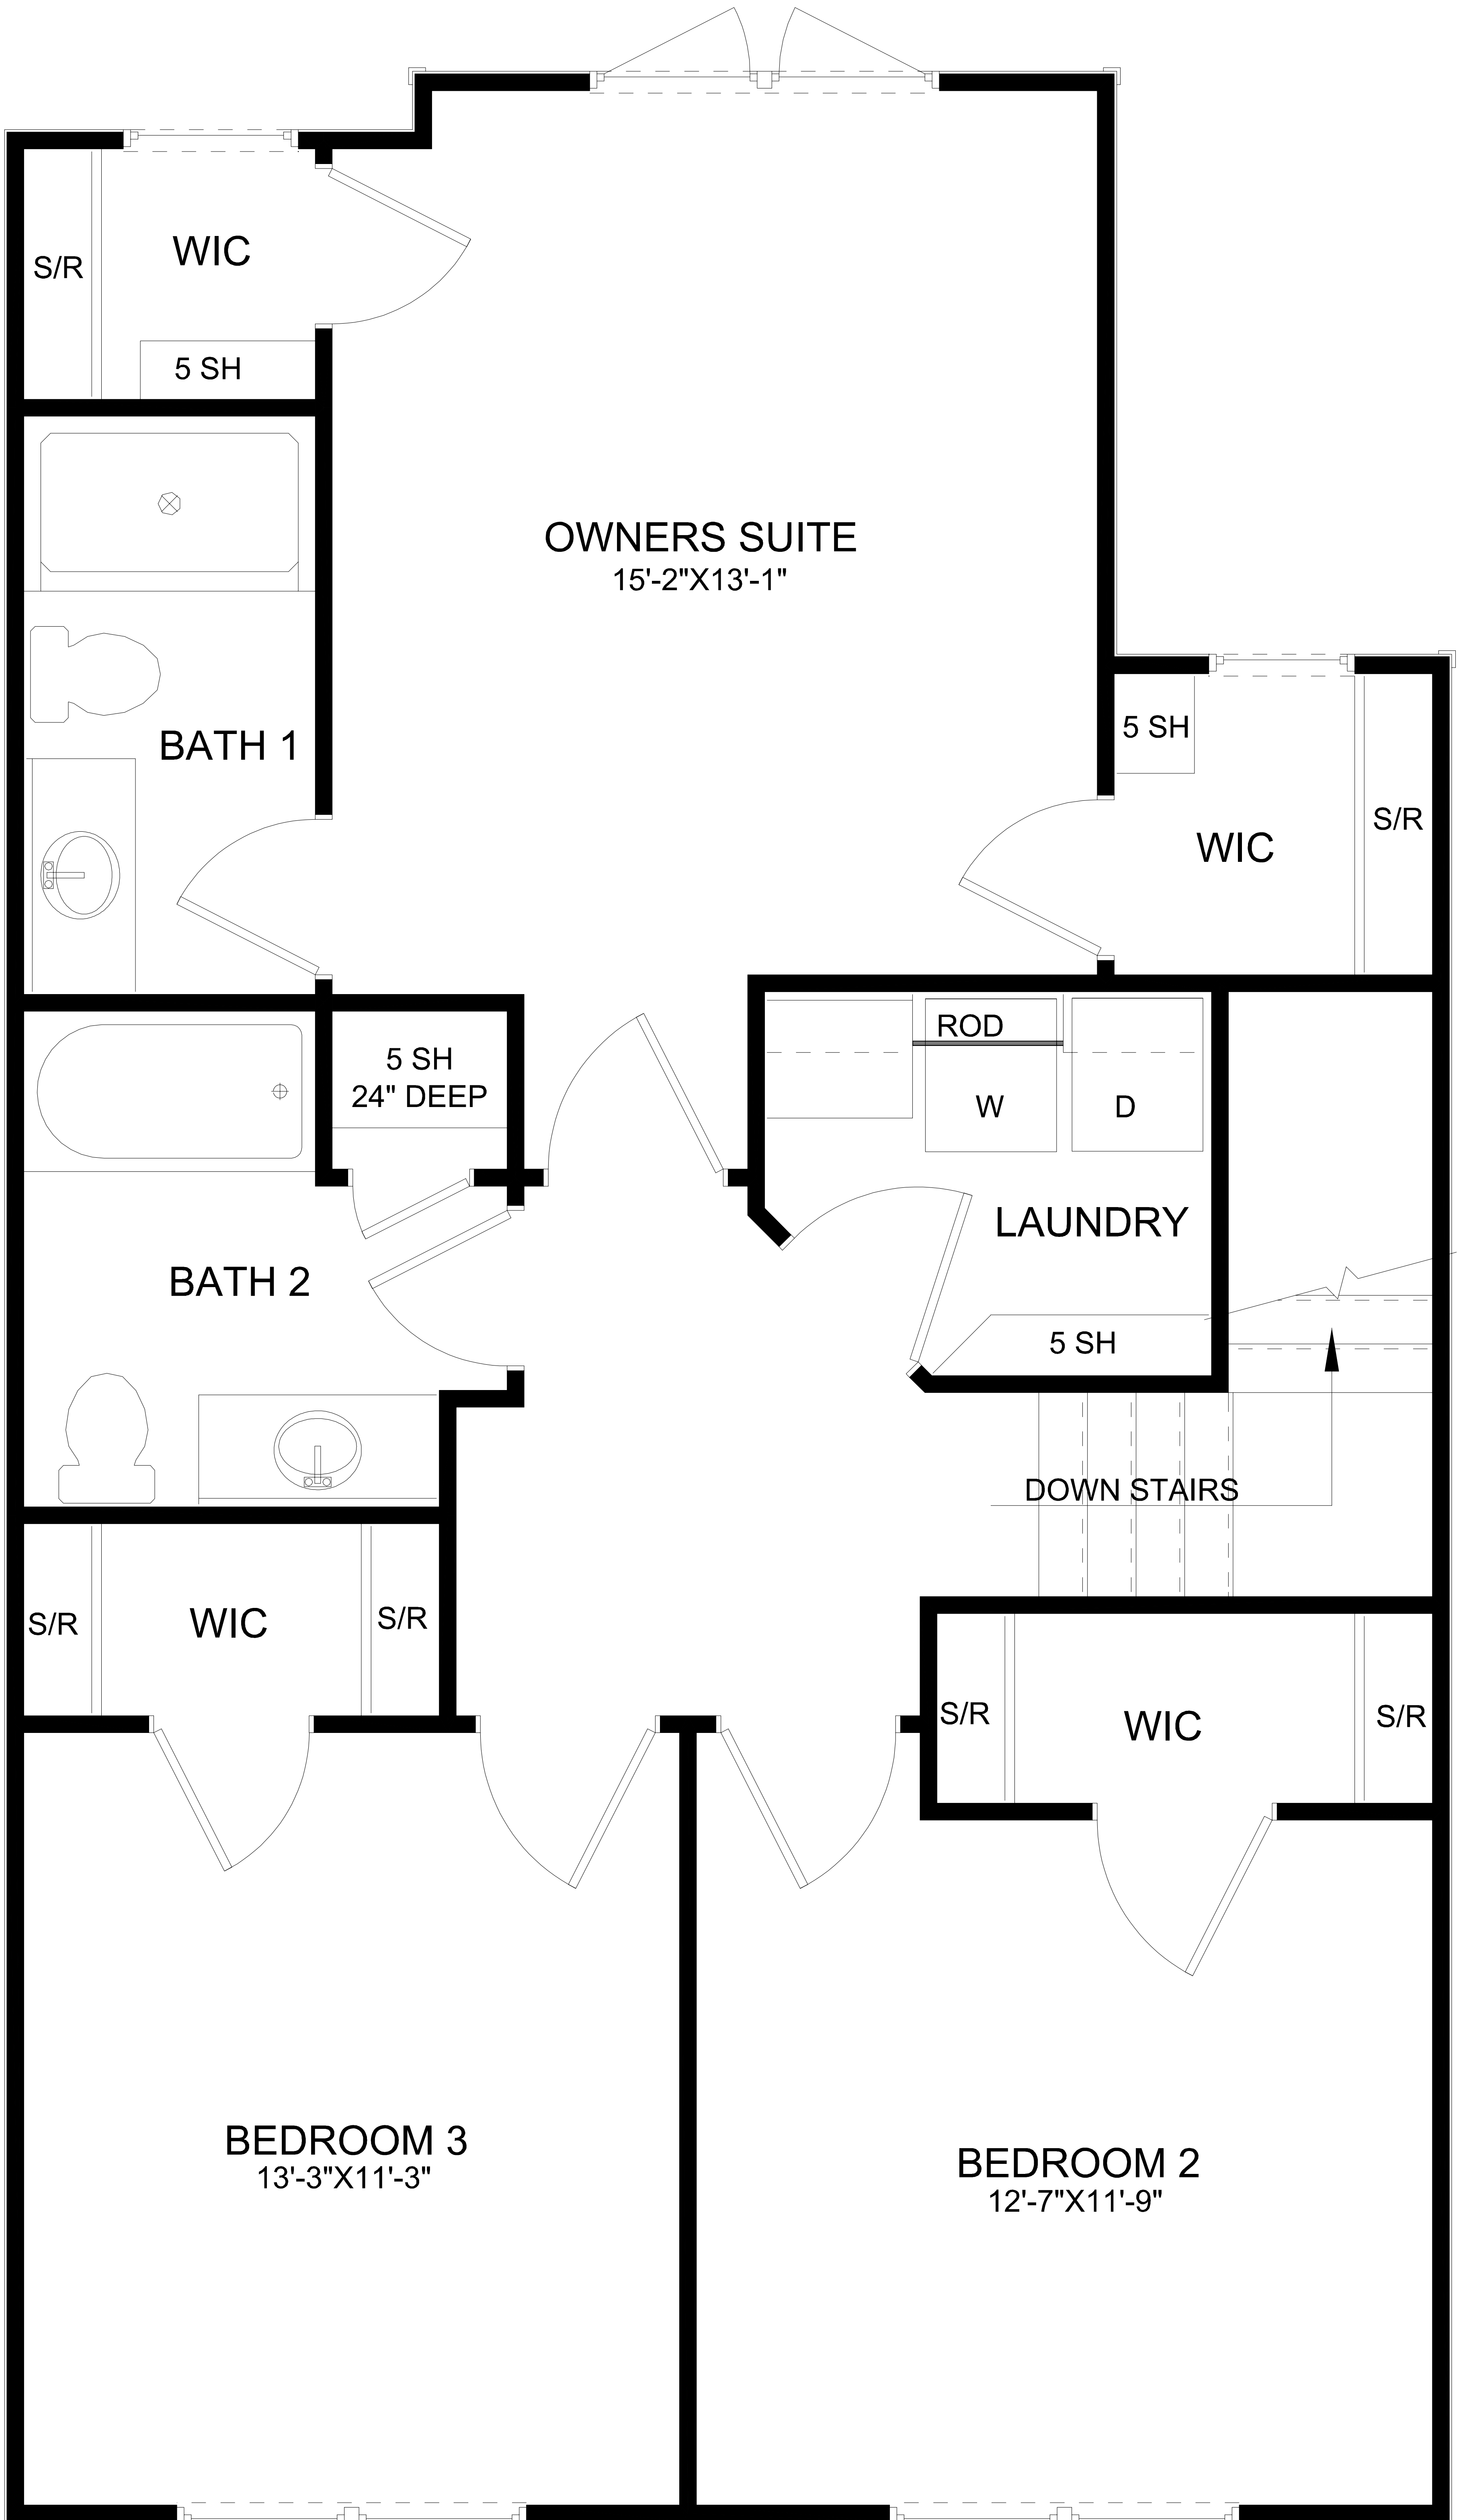 WIC
S/R
5 SH
OWNERS SUITE
15'-2"X13'-1"
BATH 1
5 SH
S/R
WIC
ROD
5 SH
24" DEEP
W
D
LAUNDRY
BATH 2
5 SH
DOWN STAIRS
S/R
WIC
S/R
S/R
WIC
S/R
BEDROOM 3
13'-3"X11'-3"
BEDROOM 2
12'-7"X11'-9"